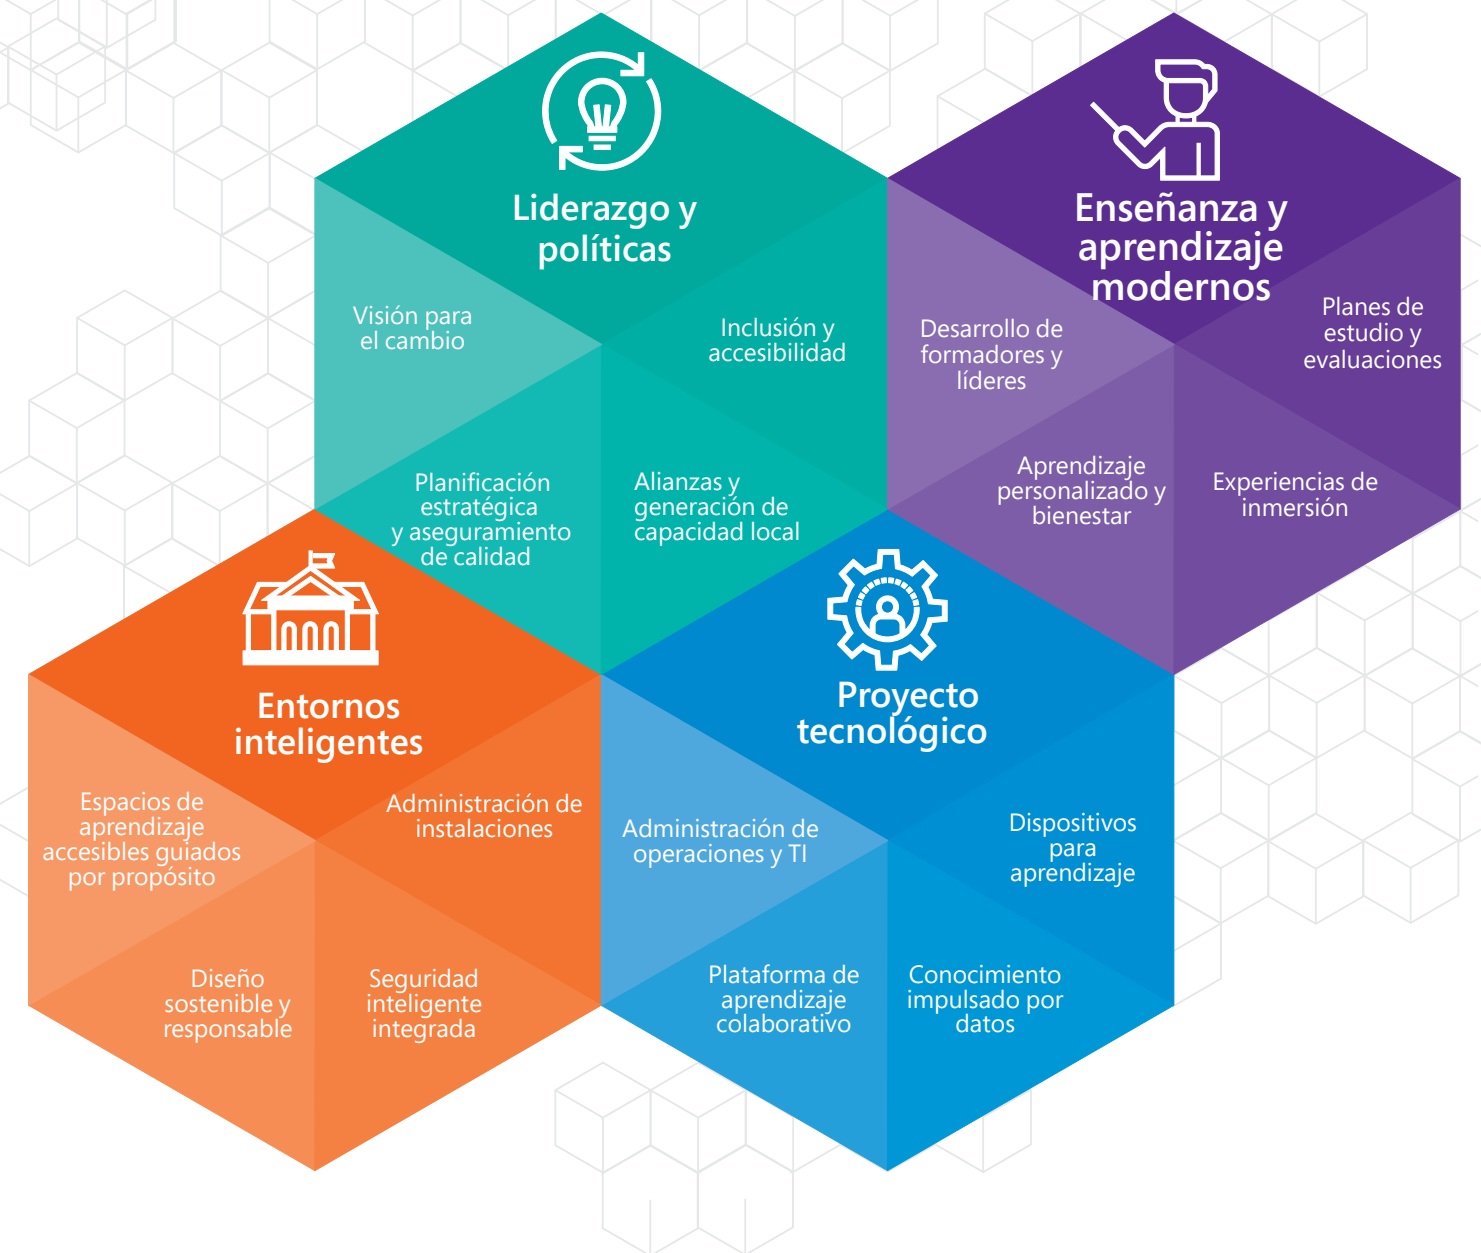 Liderazgo y
políticas
Visión para
el cambio
Inclusión y
accesibilidad
Planificación
estratégica
y aseguramiento
de calidad
Alianzas y
generación de
capacidad local
Enseñanza y
aprendizaje
modernos
Desarrollo de
formadores y
líderes
Planes de
estudio y
evaluaciones
Aprendizaje
personalizado y
bienestar
Experiencias de
inmersión
Entornos
inteligentes
Espacios de
aprendizaje
accesibles guiados
por propósito
Administración de
instalaciones
Diseño
sostenible y
responsable
Seguridad
inteligente
integrada
Proyecto
tecnológico
Administración de
operaciones y TI
Dispositivos
para
aprendizaje
Plataforma de
aprendizaje
colaborativo
Conocimiento
impulsado por
datos